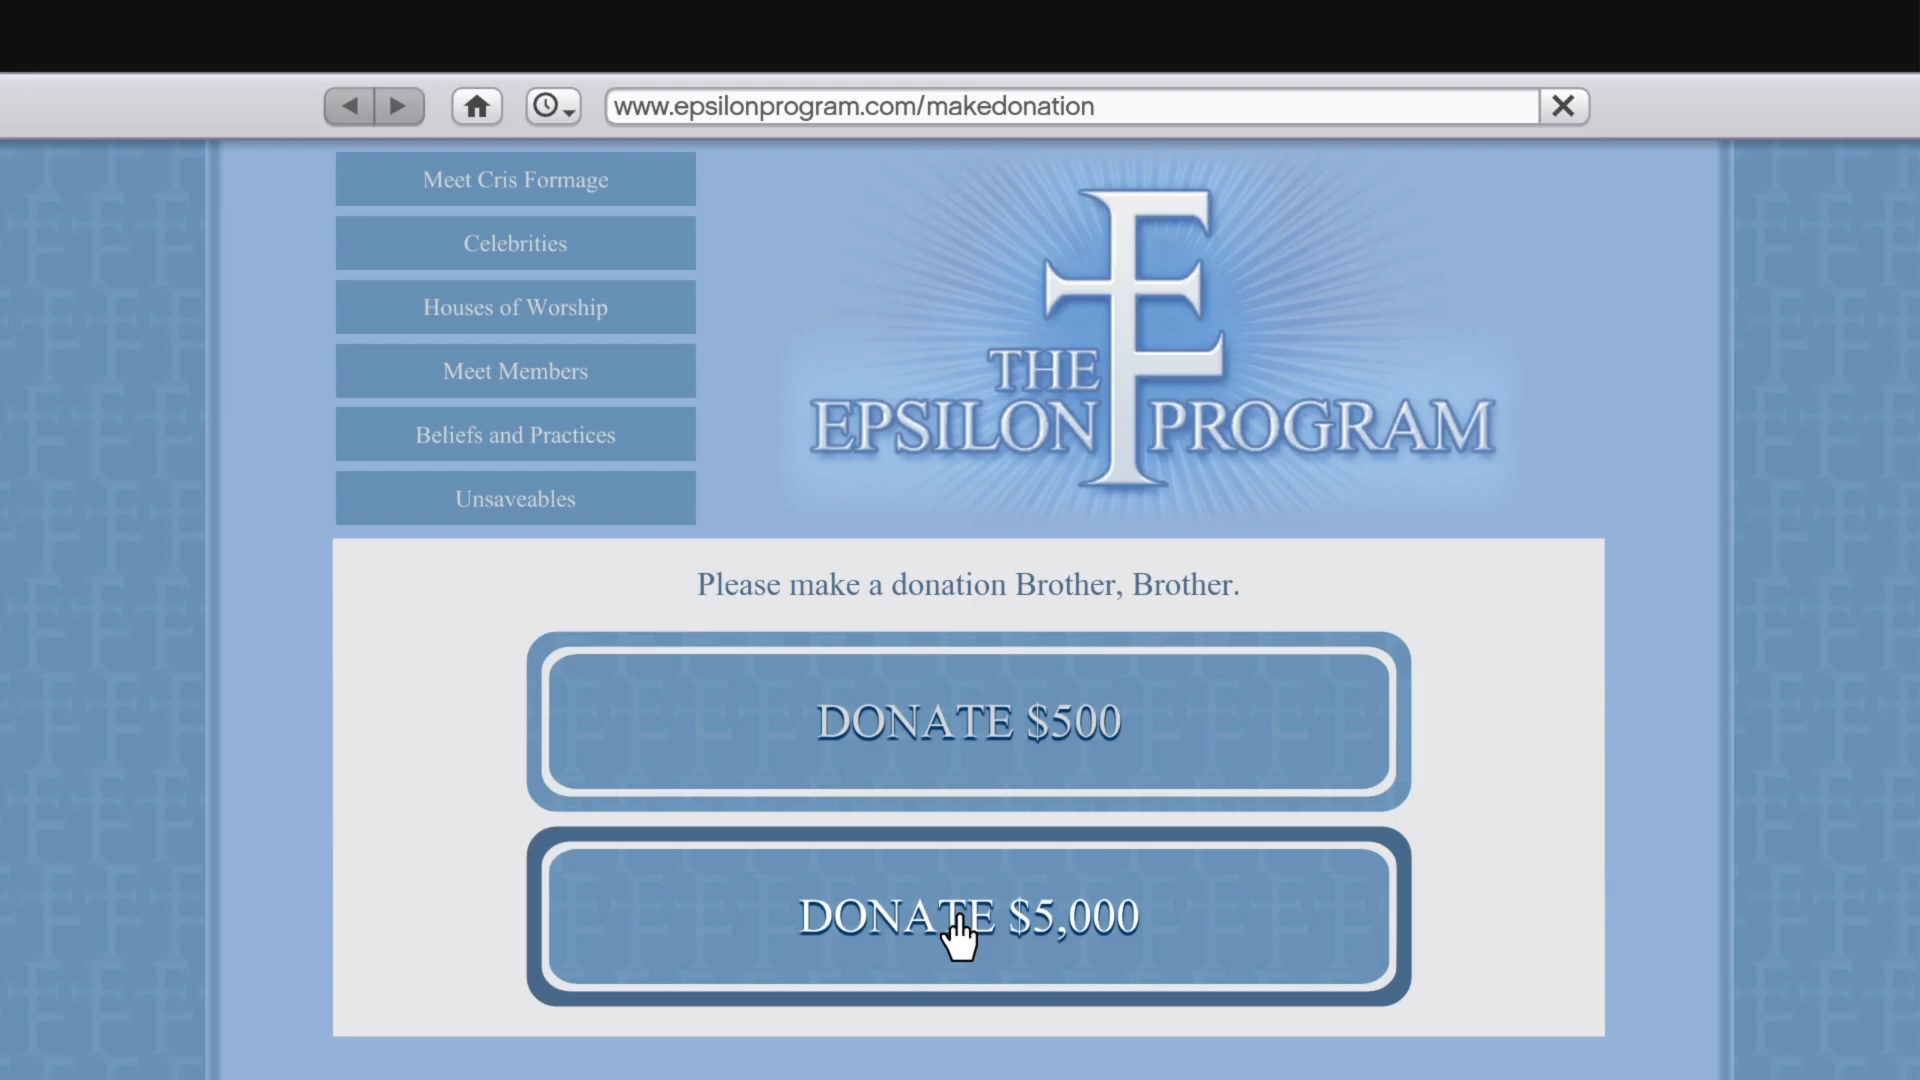 www.epsilonprogram.com/makedonation
Meet Cris Formage
Celebrities
Houses of Worship
Meet Members
Beliefs and Practices
Unsaveables
THE
EPSILON PROGRAM
Please make a donation Brother, Brother.
DONATE $500
DONATE $5,000